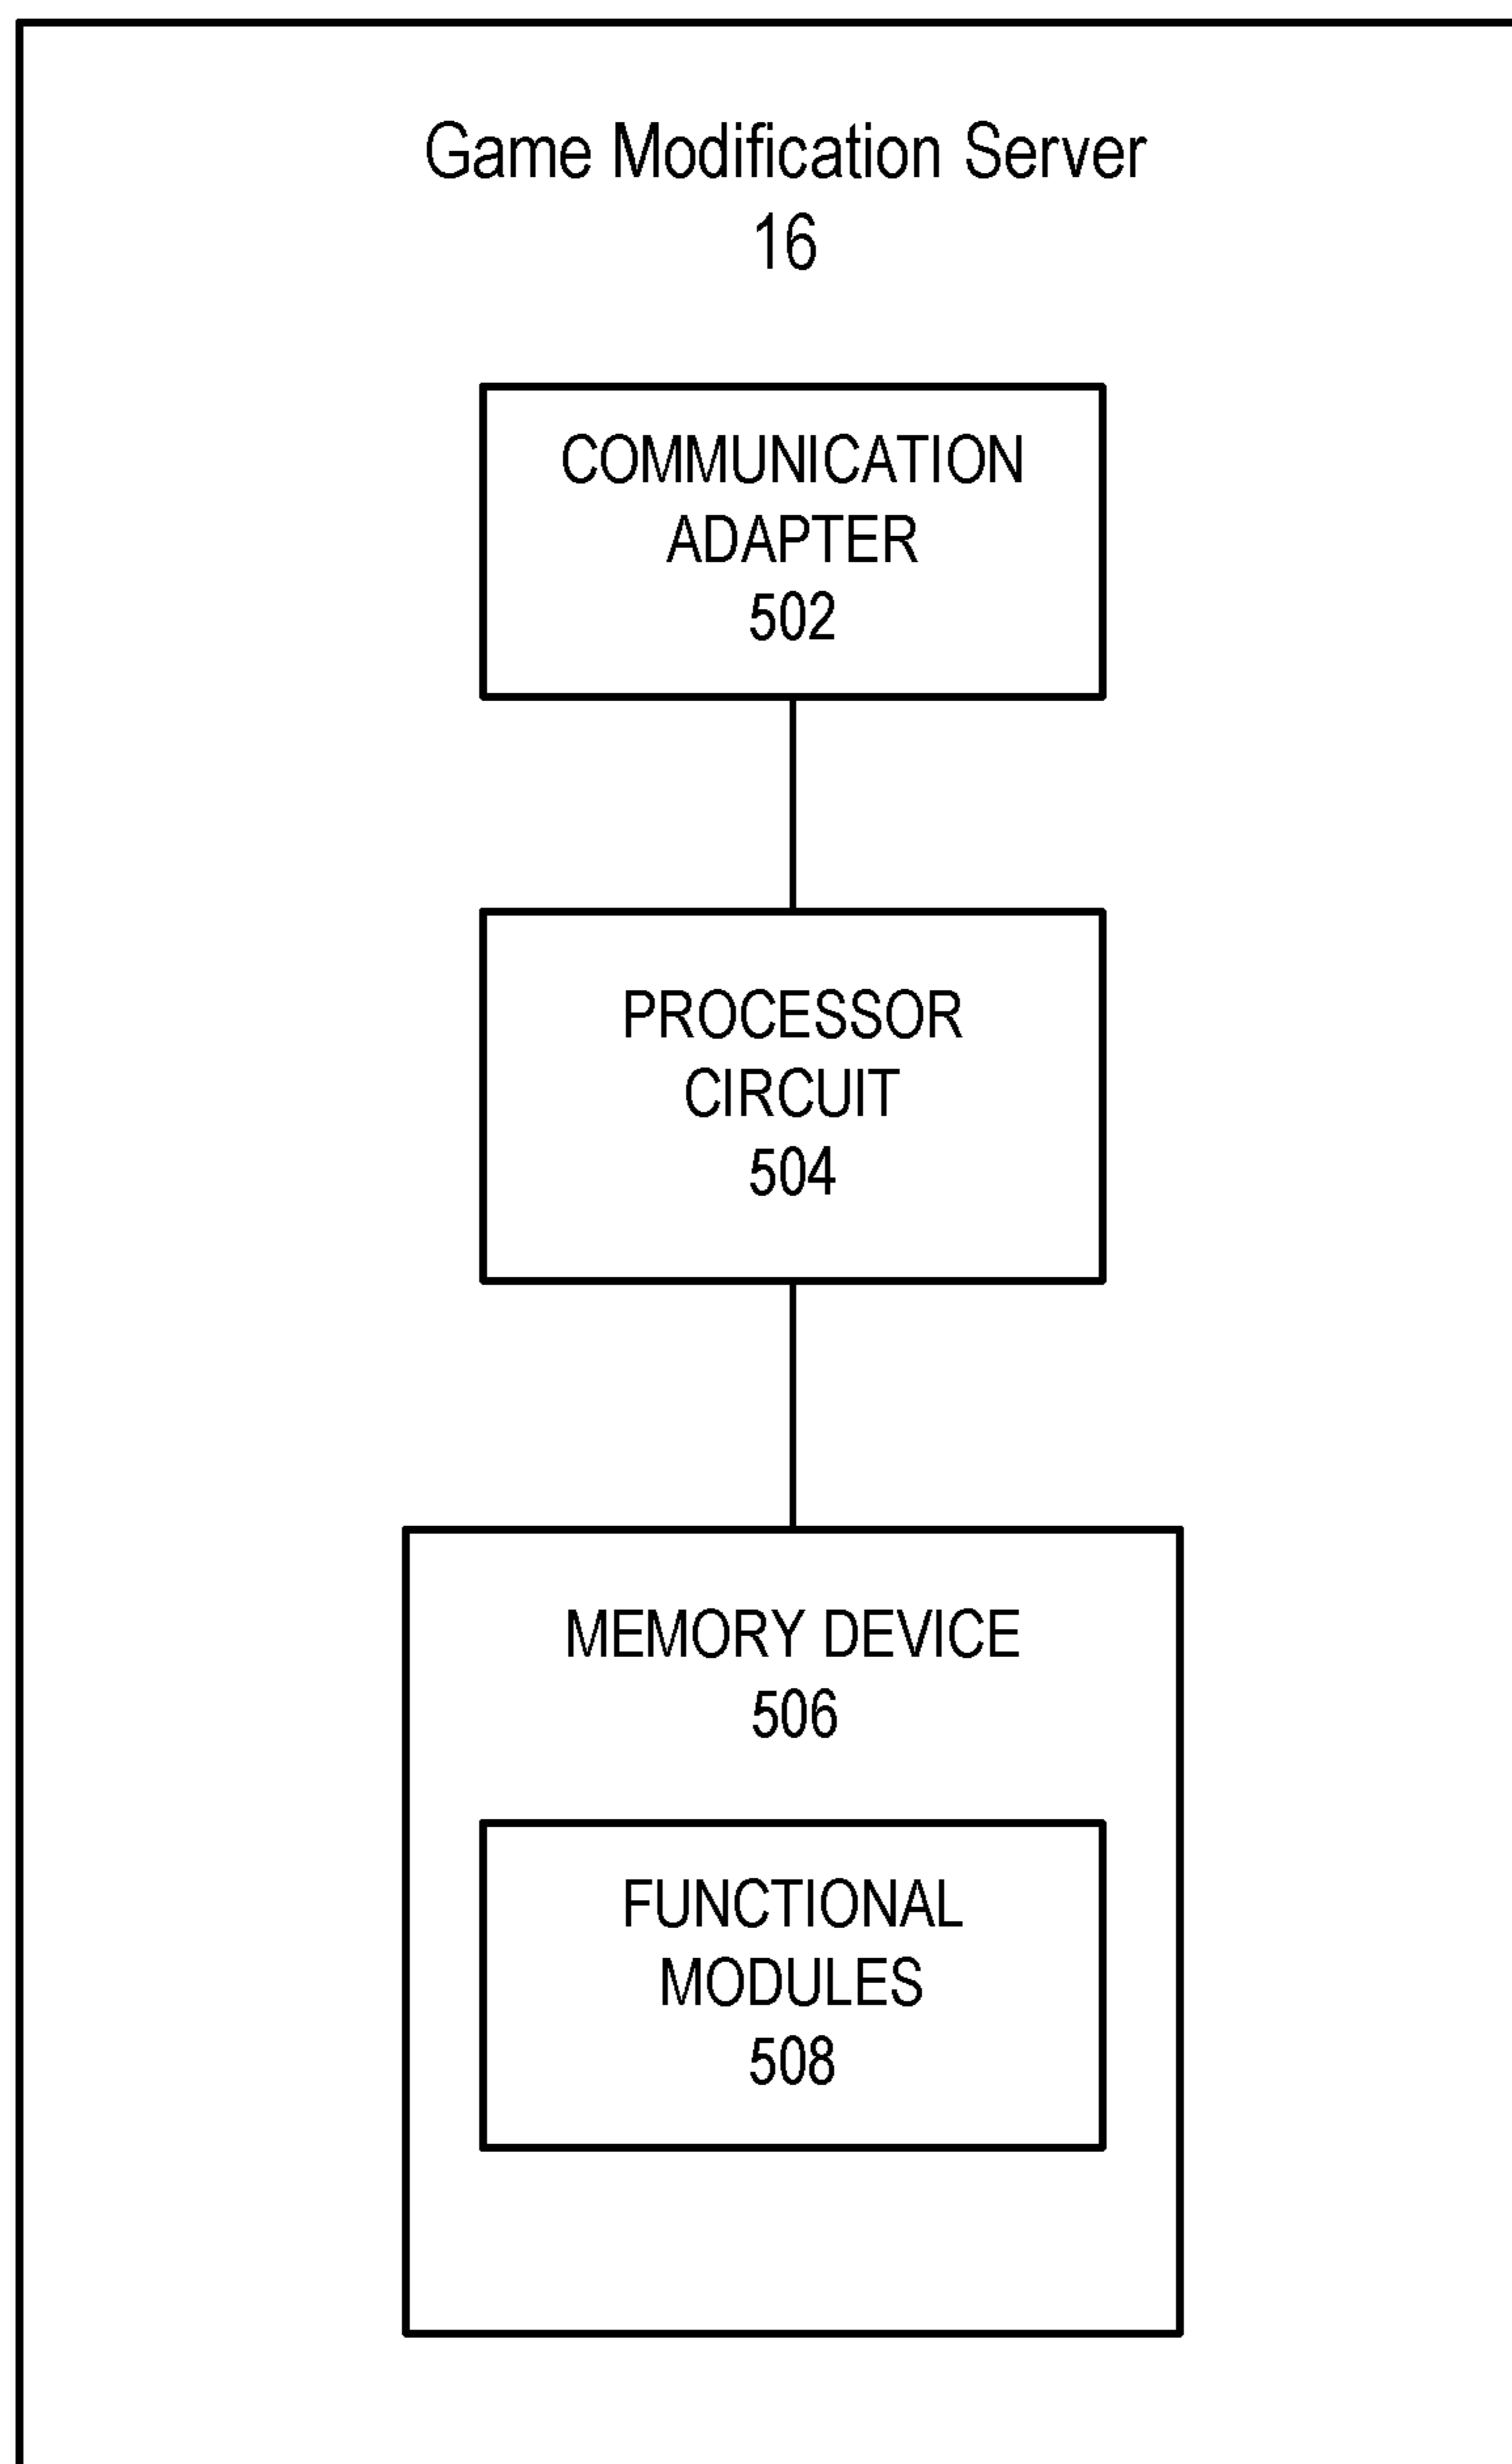 Game Modification Server
16
COMMUNICATION
ADAPTER
502
PROCESSOR
CIRCUIT
504
MEMORY DEVICE
506
FUNCTIONAL
MODULES
508